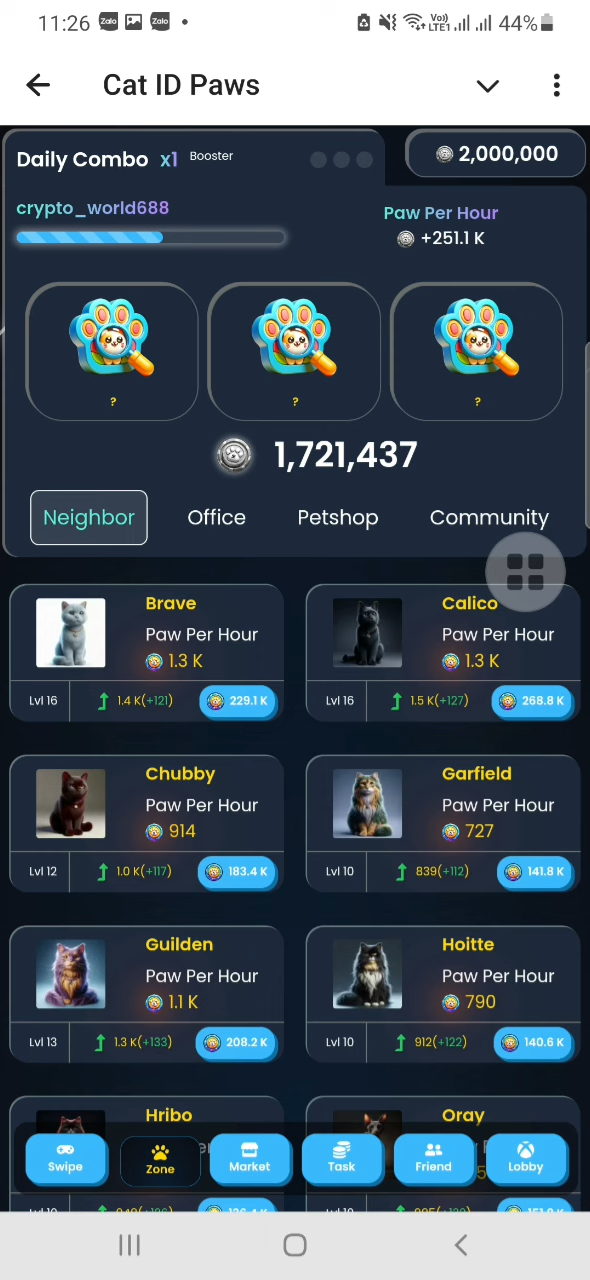 11:26 Zalo Zalo Vo)) LTE1 44%
Cat ID Paws
Daily Combo x1 Booster
2,000,000
crypto_world688
Paw Per Hour
+251.1 K
? ? ?
1,721,437
Neighbor Office Petshop Community
Brave
Paw Per Hour
1.3 K
Lvl 16 1.4 K(+121) 229.1 K
Calico
Paw Per Hour
1.3 K
Lvl 16 1.5 K(+127) 268.8 K
Chubby
Paw Per Hour
914
Lvl 12 1.0 K(+117) 183.4 K
Garfield
Paw Per Hour
727
Lvl 10 839(+112) 141.8 K
Guilden
Paw Per Hour
1.1 K
Lvl 13 1.3 K(+133) 208.2 K
Hoitte
Paw Per Hour
790
Lvl 10 912(+122) 140.6 K
Hribo
Oray
Swipe Zone Market Task Friend Lobby